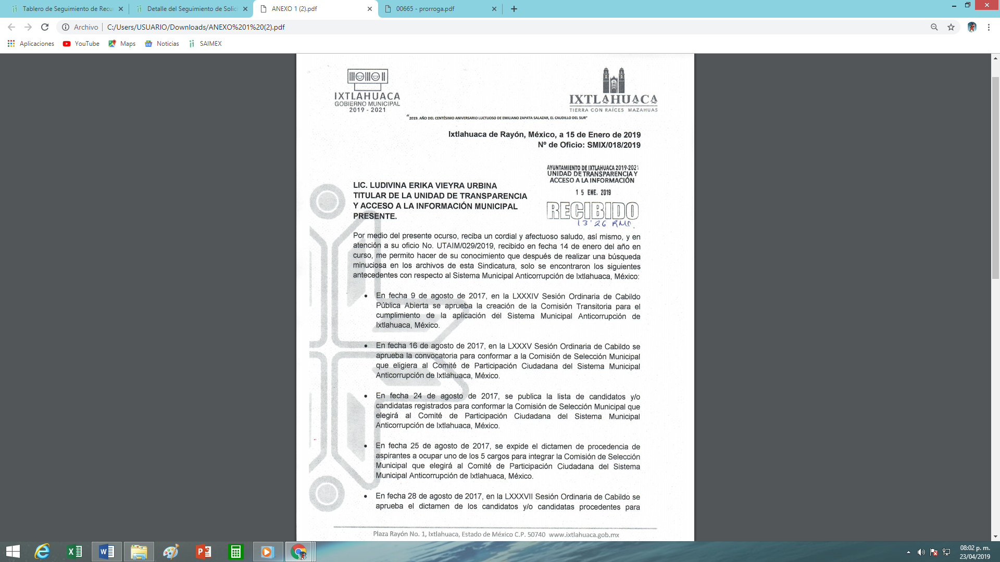 Tablero de Seguimiento de Recu
Detalle del Seguimiento de Solic
ANEXO 1 (2).pdf
00665 - prorroga.pdf
Archivo
C:/Users/USUARIO/Downloads/ANEXO%201%20(2).pdf
Aplicaciones
YouTube
Maps
Noticias
SAIMEX
IXTLAHUACA
GOBIERNO MUNICIPAL
2019 - 2021
IXTLAHUACA
TIERRA CON RAÍCES MAZAHUAS
"2019. AÑO DEL CENTÉSIMO ANIVERSARIO LUCTUOSO DE EMILIANO ZAPATA SALAZAR, EL CAUDILLO DEL SUR"
Ixtlahuaca de Rayón, México, a 15 de Enero de 2019
Nº de Oficio: SMIX/018/2019
AYUNTAMIENTO DE IXTLAHUACA 2019-2021
UNIDAD DE TRANSPARENCIA Y
ACCESO A LA INFORMACIÓN
15 ENE. 2019
RECIBIDO
13'26
LIC. LUDIVINA ERIKA VIEYRA URBINA
TITULAR DE LA UNIDAD DE TRANSPARENCIA
Y ACCESO A LA INFORMACIÓN MUNICIPAL
PRESENTE.
Por medio del presente ocurso, reciba un cordial y afectuoso saludo, así mismo, y en
atención a su oficio No. UTAIM/029/2019, recibido en fecha 14 de enero del año en
curso, me permito hacer de su conocimiento que después de realizar una búsqueda
minuciosa en los archivos de esta Sindicatura, solo se encontraron los siguientes
antecedentes con respecto al Sistema Municipal Anticorrupción de Ixtlahuaca, México:
• En fecha 9 de agosto de 2017, en la LXXXIV Sesión Ordinaria de Cabildo
Pública Abierta se aprueba la creación de la Comisión Transitoria para el
cumplimiento de la aplicación del Sistema Municipal Anticorrupción de
Ixtlahuaca, México.
• En fecha 16 de agosto de 2017, en la LXXXV Sesión Ordinaria de Cabildo se
aprueba la convocatoria para conformar a la Comisión de Selección Municipal
que eligiera al Comité de Participación Ciudadana del Sistema Municipal
Anticorrupción de Ixtlahuaca, México.
• En fecha 24 de agosto de 2017, se publica la lista de candidatos y/o
candidatas registrados para conformar la Comisión de Selección Municipal que
elegirá al Comité de Participación Ciudadana del Sistema Municipal
Anticorrupción de Ixtlahuaca, México.
• En fecha 25 de agosto de 2017, se expide el dictamen de procedencia de
aspirantes a ocupar uno de los 5 cargos para integrar la Comisión de Selección
Municipal que elegirá al Comité de Participación Ciudadana del Sistema
Municipal Anticorrupción de Ixtlahuaca, México.
• En fecha 28 de agosto de 2017, en la LXXXVII Sesión Ordinaria de Cabildo se
aprueba el dictamen de los candidatos y/o candidatas procedentes para
Plaza Rayón No. 1, Ixtlahuaca, Estado de México C.P. 50740 www.ixtlahuaca.gob.mx
08:02 p. m.
23/04/2019